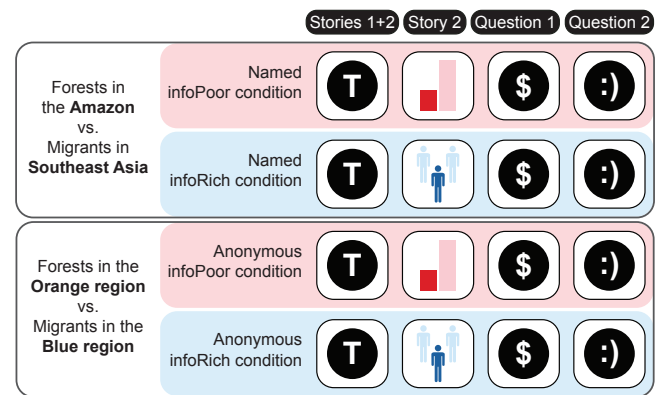 Stories 1+2 Story 2 Question 1 Question 2
Forests in
the Amazon
vs.
Migrants in
Southeast Asia
Named
infoPoor condition
T $ :)
Named
infoRich condition
T $ :)
Forests in the
Orange region
vs.
Migrants in the
Blue region
Anonymous
infoPoor condition
T $ :)
Anonymous
infoRich condition
T $ :)